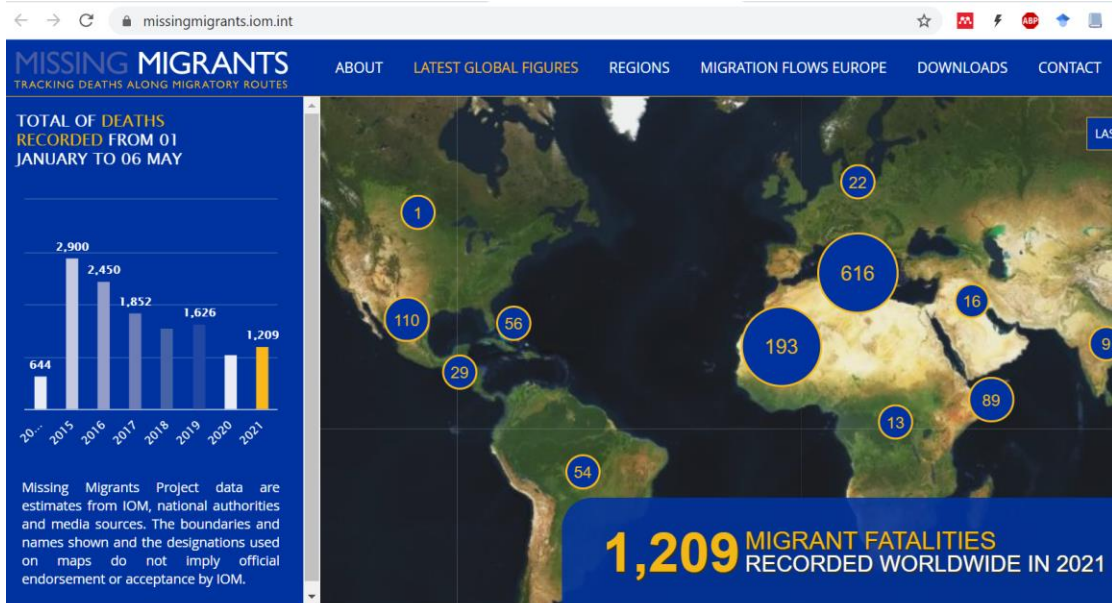 missingmigrants.iom.int
ABP
MISSING MIGRANTS
TRACKING DEATHS ALONG MIGRATORY ROUTES
ABOUT LATEST GLOBAL FIGURES REGIONS MIGRATION FLOWS EUROPE DOWNLOADS CONTACT
TOTAL OF DEATHS
RECORDED FROM 01
JANUARY TO 06 MAY
2,900
2,450
1,852
1,626
1,209
644
20... 2015 2016 2017 2018 2019 2020 2021
Missing Migrants Project data are
estimates from IOM, national authorities
and media sources. The boundaries and
names shown and the designations used
on maps do not imply official
endorsement or acceptance by IOM.
LAS
22
1
616
16
110
56
193
9
29
89
13
54
1,209 MIGRANT FATALITIES
RECORDED WORLDWIDE IN 2021